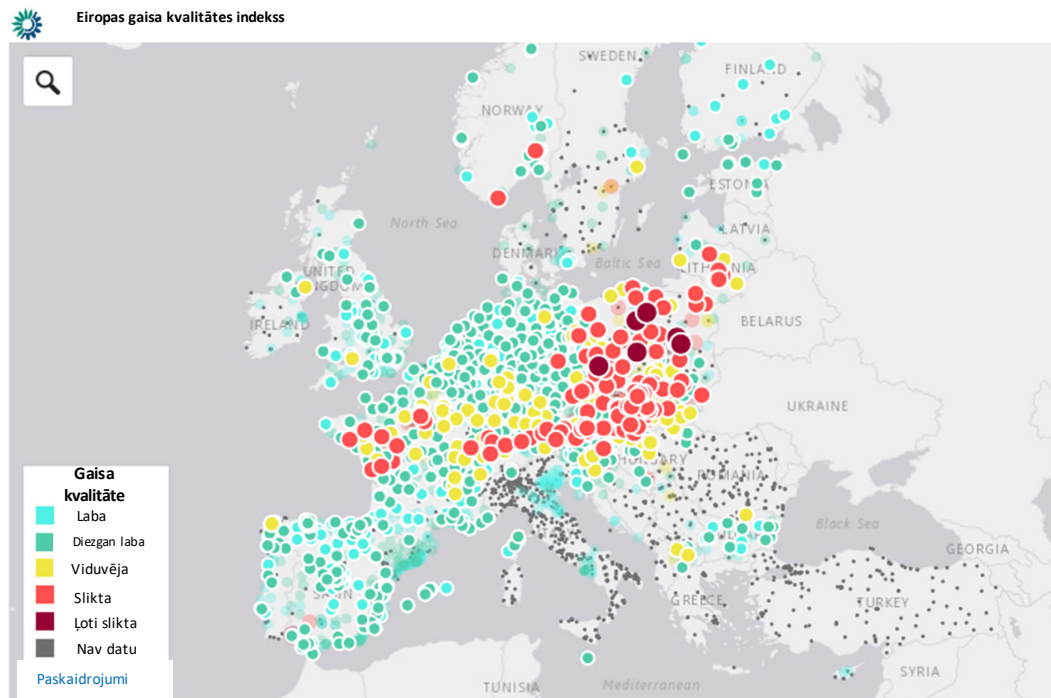 Eiropas gaisa kvalitātes indekss
SWEDEN
FINLAND
NORWAY
ESTONIA
North Sea
LATVIA
DENMARK
Baltic Sea
LITHUANIA
UNITED
KINGDOM
IRELAND
BELARUS
UKRAINE
HUNGARY
ROMANIA
Black Sea
GEORGIA
SPAIN
GREECE
TURKEY
SYRIA
TUNISIA
Mediterranean
Gaisa
kvalitāte
Laba
Diezgan laba
Viduvēja
Slikta
Ļoti slikta
Nav datu
Paskaidrojumi